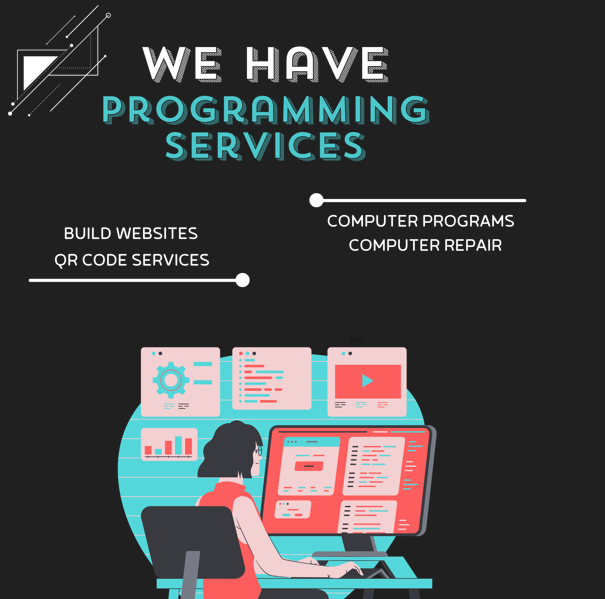 WE HAVE
PROGRAMMING
SERVICES
BUILD WEBSITES
QR CODE SERVICES
COMPUTER PROGRAMS
COMPUTER REPAIR